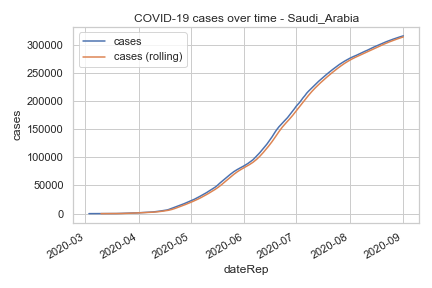 COVID-19 cases over time - Saudi_Arabia
cases
cases (rolling)
300000
250000
200000
150000
100000
50000
0
cases
2020-03
2020-04
2020-05
2020-06
2020-07
2020-08
2020-09
dateRep